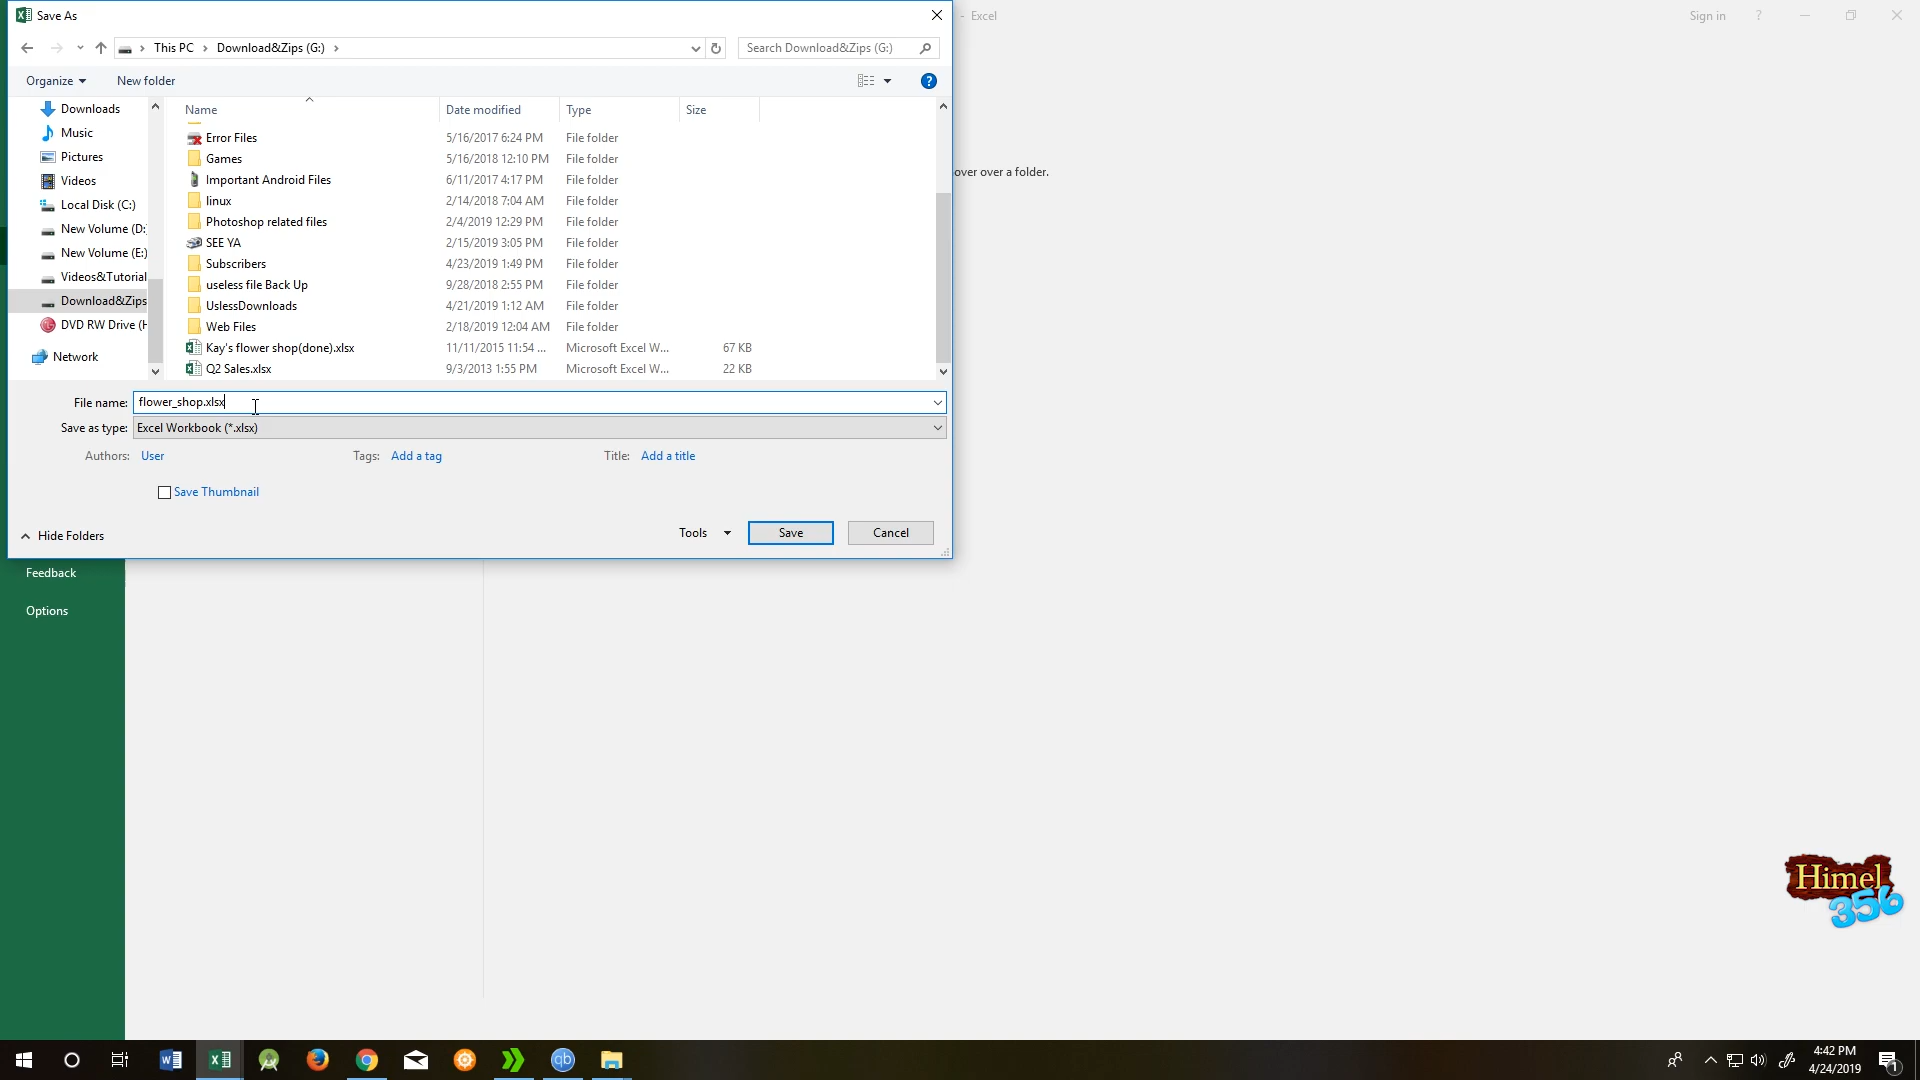 Save As
- Excel
Sign in
?
This PC
Download&Zips (G:)
Search Download&Zips (G:)
Organize
New folder
?
Downloads
Music
Pictures
Videos
Local Disk (C:)
New Volume (D:
New Volume (E:)
Videos&Tutorial
Download&Zips
DVD RW Drive (H
Network
Name Date modified Type Size
Error Files 5/16/2017 6:24 PM File folder
Games 5/16/2018 12:10 PM File folder
Important Android Files 6/11/2017 4:17 PM File folder
linux 2/14/2018 7:04 AM File folder
Photoshop related files 2/4/2019 12:29 PM File folder
SEE YA 2/15/2019 3:05 PM File folder
Subscribers 4/23/2019 1:49 PM File folder
useless file Back Up 9/28/2018 2:55 PM File folder
UslessDownloads 4/21/2019 1:12 AM File folder
Web Files 2/18/2019 12:04 AM File folder
Kay's flower shop(done).xlsx 11/11/2015 11:54 ... Microsoft Excel W... 67 KB
Q2 Sales.xlsx 9/3/2013 1:55 PM Microsoft Excel W... 22 KB
over over a folder.
File name: flower_shop.xlsx
Save as type: Excel Workbook (*.xlsx)
Authors: User
Tags: Add a tag
Title: Add a title
Save Thumbnail
Hide Folders
Tools
Save
Cancel
Feedback
Options
Himel
356
qb
4:42 PM
4/24/2019
1